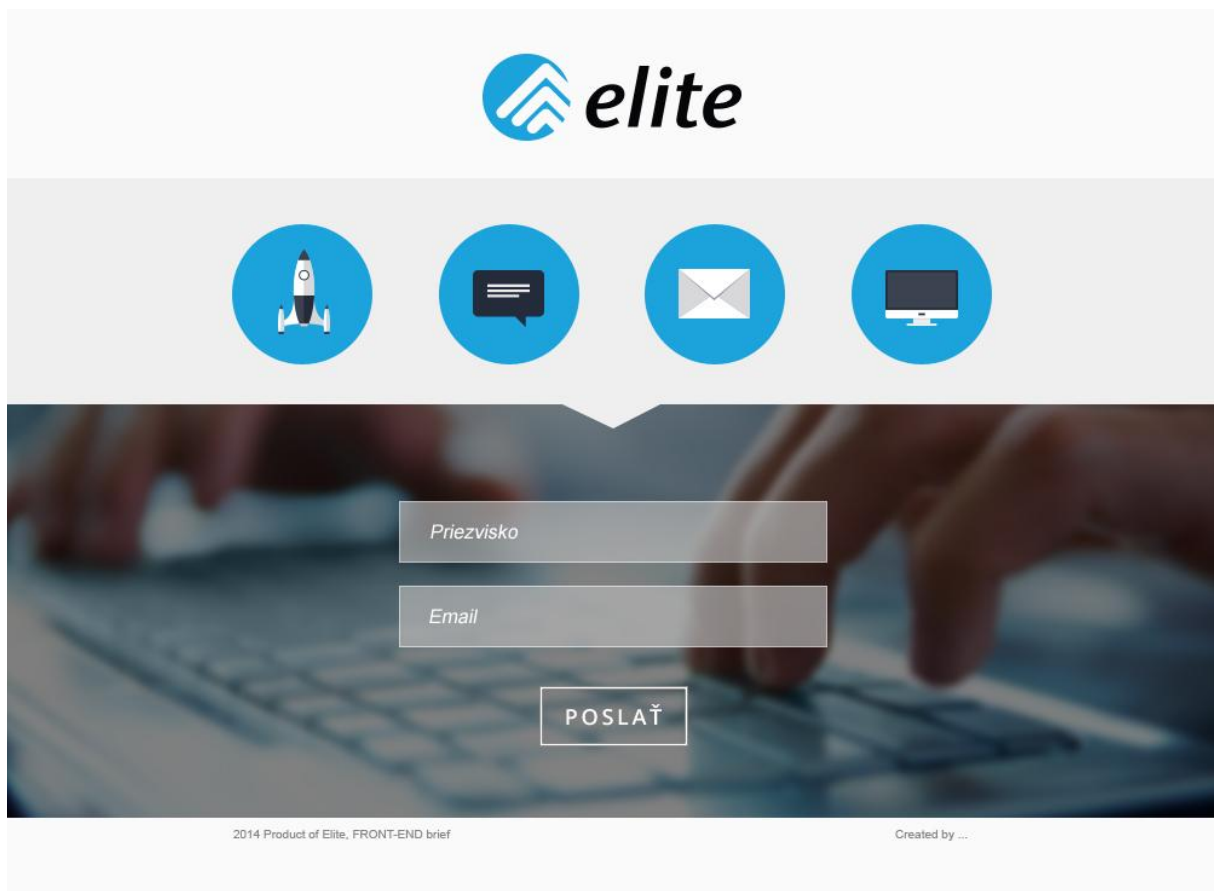 elite
Priezvisko
Email
POSLAŤ
2014 Product of Elite, FRONT-END brief
Created by ...